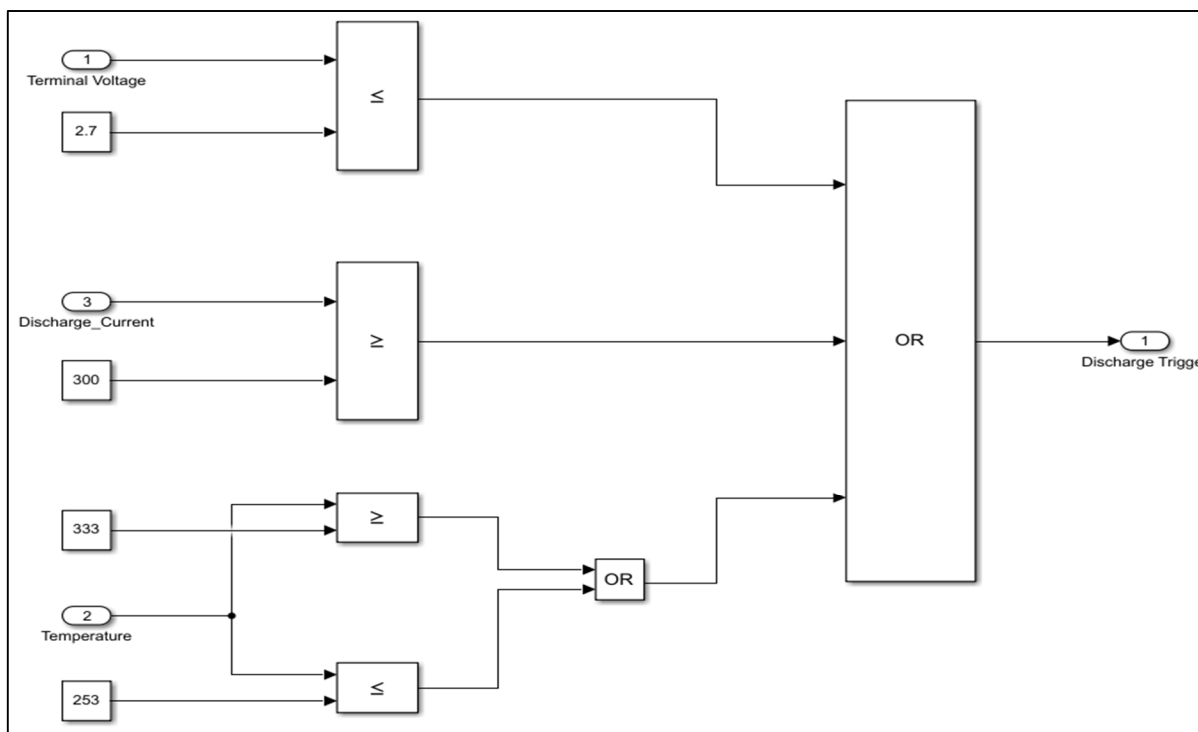 1
Terminal Voltage
2.7
≤
3
Discharge_Current
300
≥
OR
1
Discharge Trigge
333
≥
2
Temperature
OR
253
≤